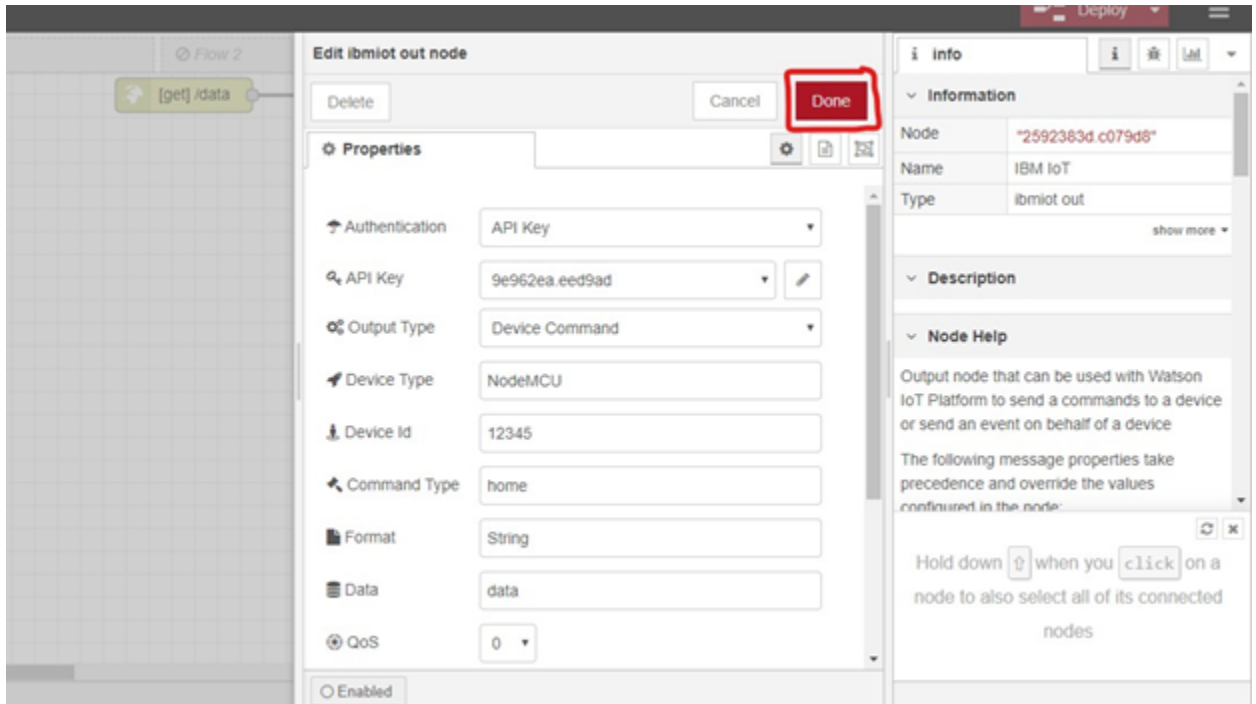 Deploy
Flow 2
[get] /data
Edit ibmiot out node
Delete
Cancel
Done
Properties
Authentication
API Key
API Key
9e962ea.eed9ad
Output Type
Device Command
Device Type
NodeMCU
Device Id
12345
Command Type
home
Format
String
Data
data
QoS
0
Enabled
i info
i
Information
Node
"2592383d.c079d8"
Name
IBM IoT
Type
ibmiot out
show more
Description
Node Help
Output node that can be used with Watson
IoT Platform to send a commands to a device
or send an event on behalf of a device
The following message properties take
precedence and override the values
configured in the node:
Hold down ⇧ when you click on a
node to also select all of its connected
nodes